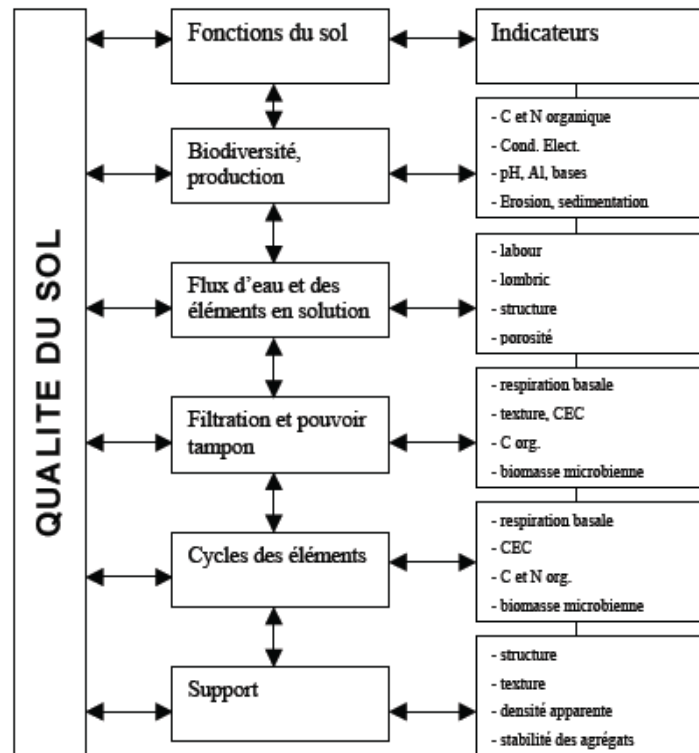 QUALITE DU SOL
Fonctions du sol
Indicateurs
Biodiversité,
production
- C et N organique
- Cond. Elect.
- pH, Al, bases
- Erosion, sedimentation
Flux d'eau et des
éléments en solution
- labour
- lombric
- structure
- porosité
Filtration et pouvoir
tampon
- respiration basale
- texture, CEC
- C org.
- biomasse microbienne
Cycles des éléments
- respiration basale
- CEC
- C et N org.
- biomasse microbienne
Support
- structure
- texture
- densité apparente
- stabilité des agrégats